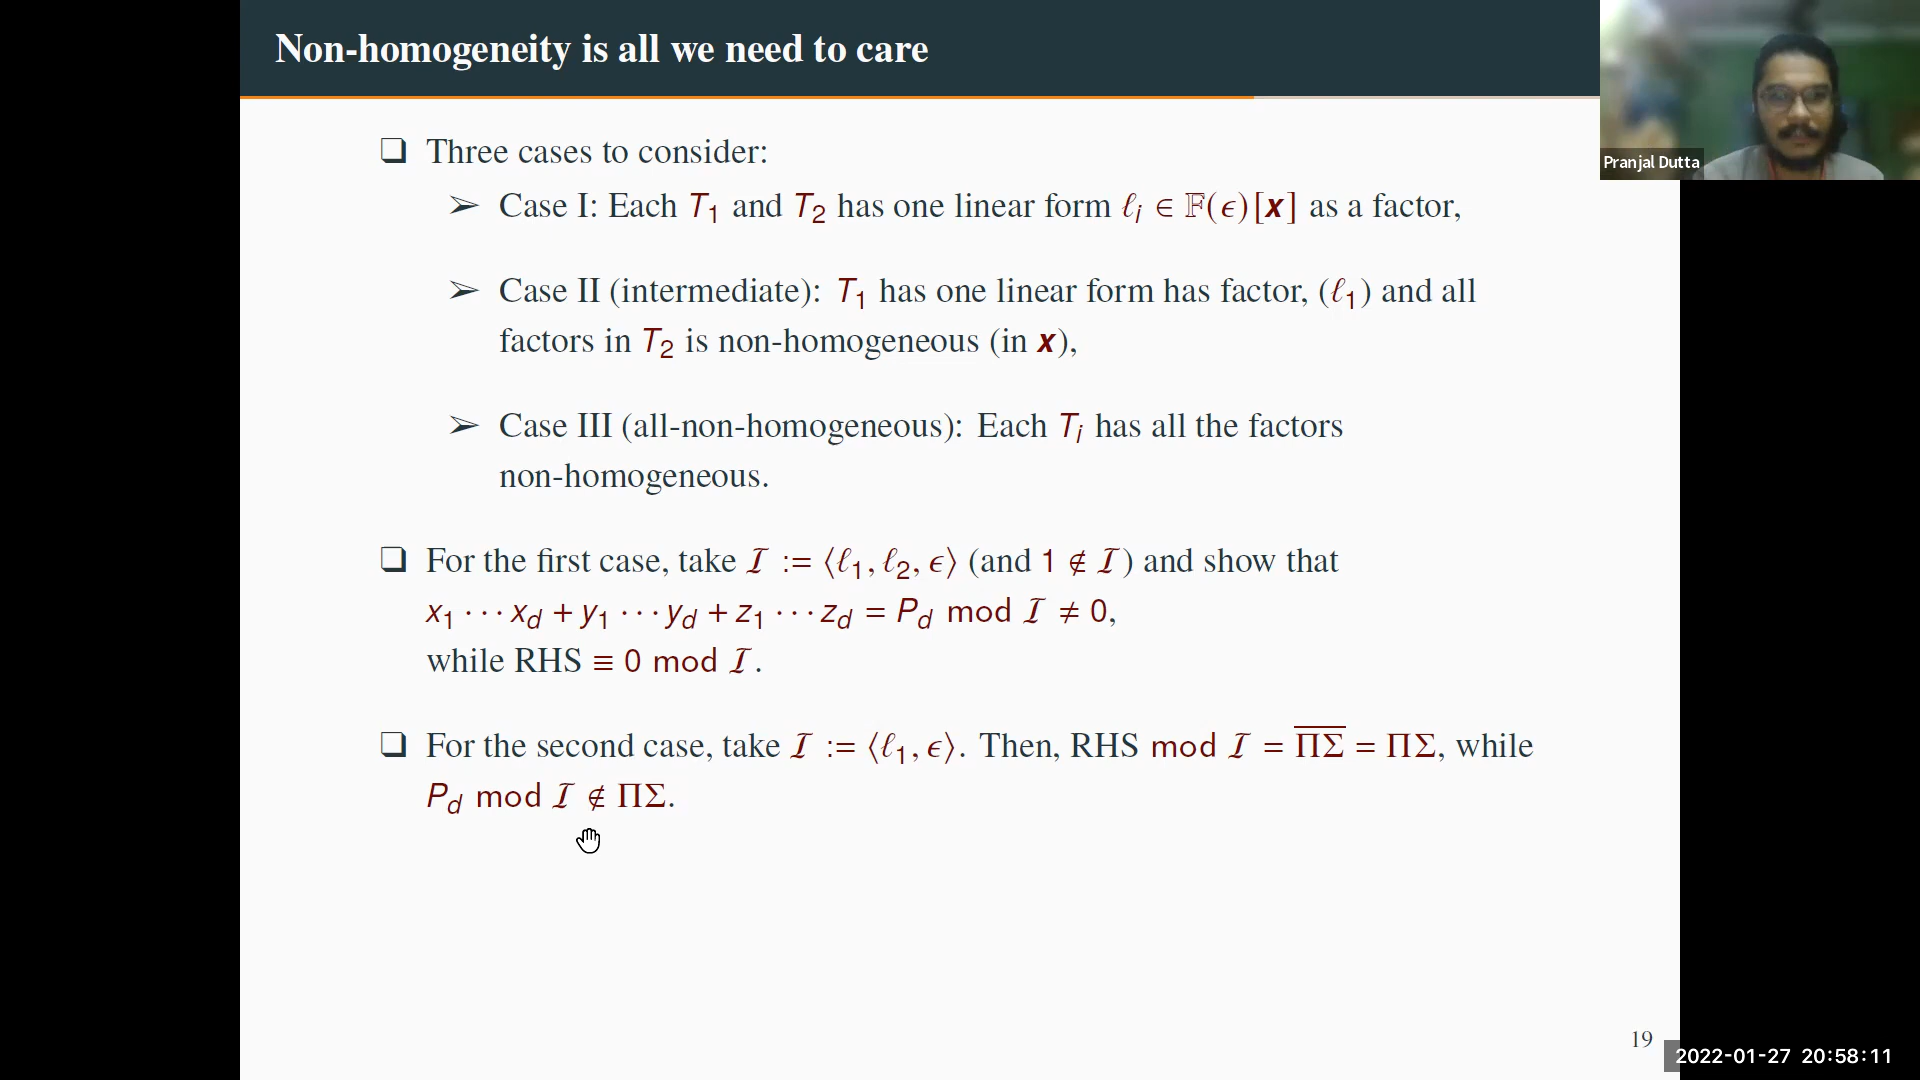 Non-homogeneity is all we need to care
Pranjal Dutta
❑ Three cases to consider:
➢ Case I: Each T₁ and T₂ has one linear form ℓᵢ ∈ 𝔽(ϵ)[x] as a factor,
➢ Case II (intermediate): T₁ has one linear form has factor, (ℓ₁) and all
factors in T₂ is non-homogeneous (in x),
➢ Case III (all-non-homogeneous): Each Tᵢ has all the factors
non-homogeneous.
❑ For the first case, take ℐ := ⟨ℓ₁, ℓ₂, ϵ⟩ (and 1 ∉ ℐ) and show that
x₁ ⋯ x_d + y₁ ⋯ y_d + z₁ ⋯ z_d = P_d mod ℐ ≠ 0,
while RHS ≡ 0 mod ℐ.
❑ For the second case, take ℐ := ⟨ℓ₁, ϵ⟩. Then, RHS mod ℐ = \overline{ΠΣ} = ΠΣ, while
P_d mod ℐ ∉ ΠΣ.
19
2022-01-27 20:58:11